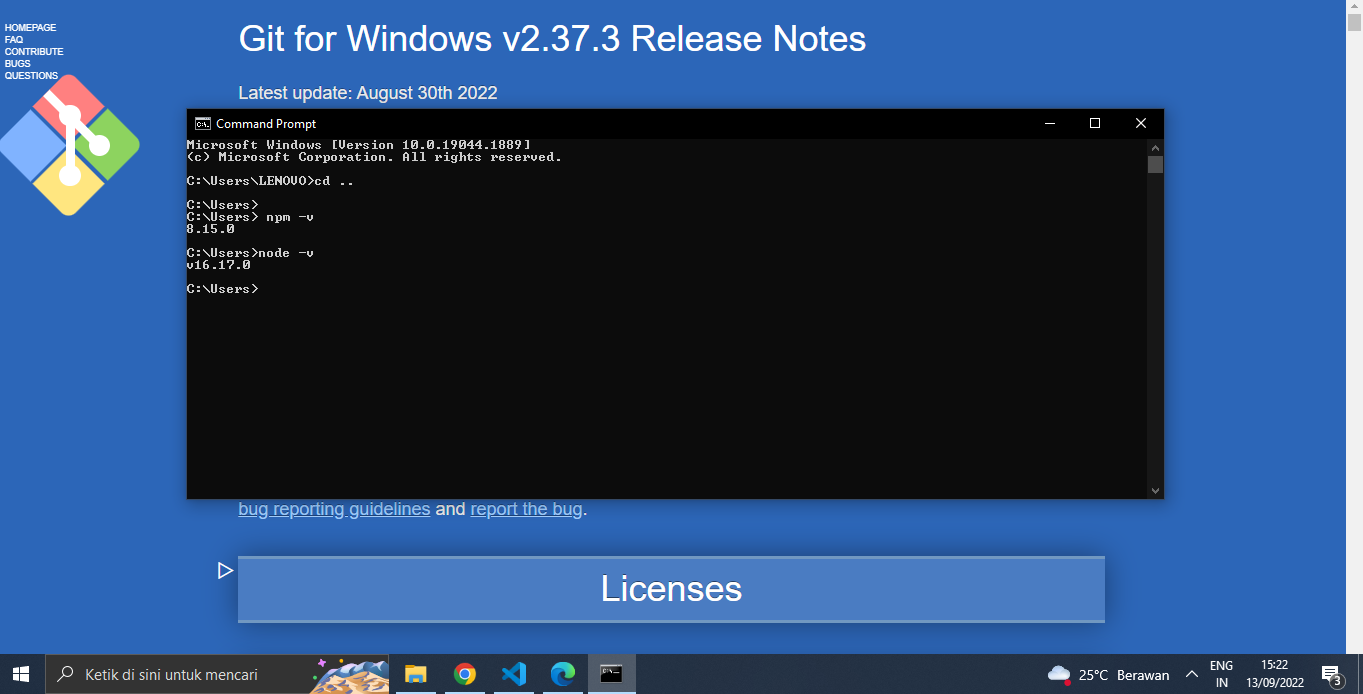 HOMEPAGE
FAQ
CONTRIBUTE
BUGS
QUESTIONS
Git for Windows v2.37.3 Release Notes
Latest update: August 30th 2022
Command Prompt
Microsoft Windows [Version 10.0.19044.1889]
(c) Microsoft Corporation. All rights reserved.
C:\Users\LENOVO>cd ..
C:\Users>
C:\Users> npm -v
8.15.0
C:\Users>node -v
v16.17.0
C:\Users>
bug reporting guidelines and report the bug.
Licenses
Ketik di sini untuk mencari
25°C Berawan
ENG
IN
15:22
13/09/2022
3